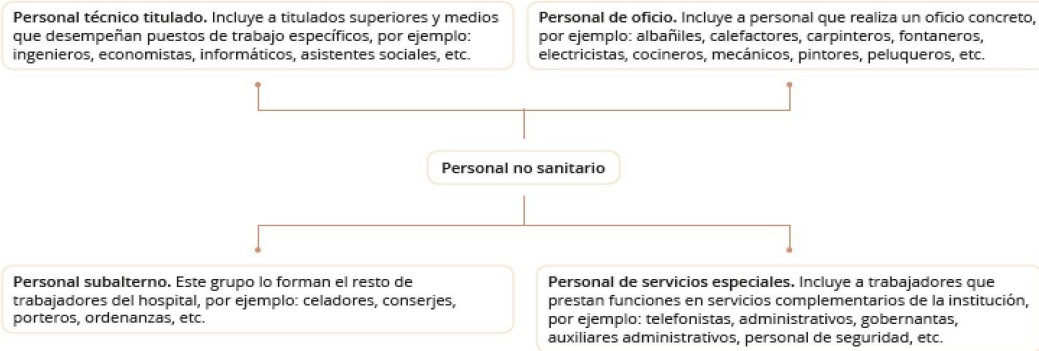 Personal técnico titulado. Incluye a titulados superiores y medios
que desempeñan puestos de trabajo específicos, por ejemplo:
ingenieros, economistas, informáticos, asistentes sociales, etc.
Personal de oficio. Incluye a personal que realiza un oficio concreto,
por ejemplo: albañiles, calefactores, carpinteros, fontaneros,
electricistas, cocineros, mecánicos, pintores, peluqueros, etc.
Personal no sanitario
Personal subalterno. Este grupo lo forman el resto de
trabajadores del hospital, por ejemplo: celadores, conserjes,
porteros, ordenanzas, etc.
Personal de servicios especiales. Incluye a trabajadores que
prestan funciones en servicios complementarios de la institución,
por ejemplo: telefonistas, administrativos, gobernantas,
auxiliares administrativos, personal de seguridad, etc.